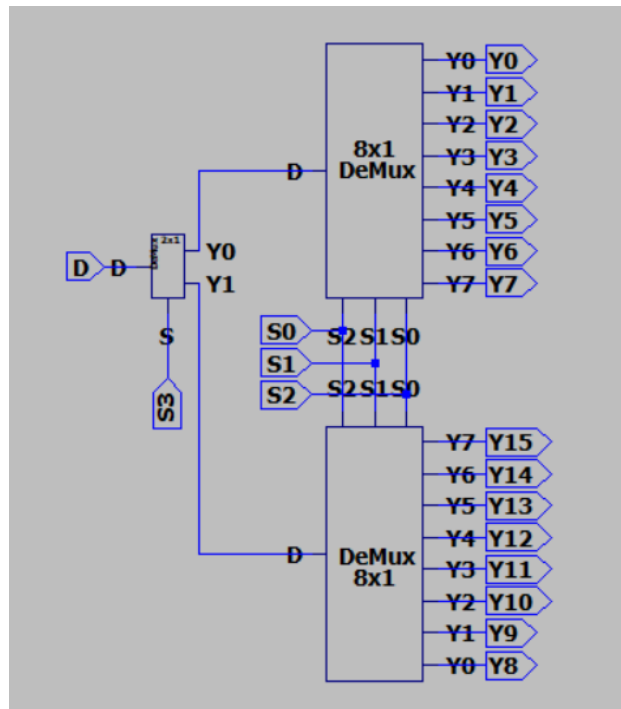 Y0 Y0
Y1 Y1
Y2 Y2
8x1
DeMux
Y3 Y3
D
Y4 Y4
Y5 Y5
Y6 Y6
Y7 Y7
DeMux 2x1
D D
Y0
Y1
S
S3
S0
S2 S1 S0
S1
S2
S2 S1 S0
Y7 Y15
Y6 Y14
Y5 Y13
Y4 Y12
D
DeMux
8x1
Y3 Y11
Y2 Y10
Y1 Y9
Y0 Y8